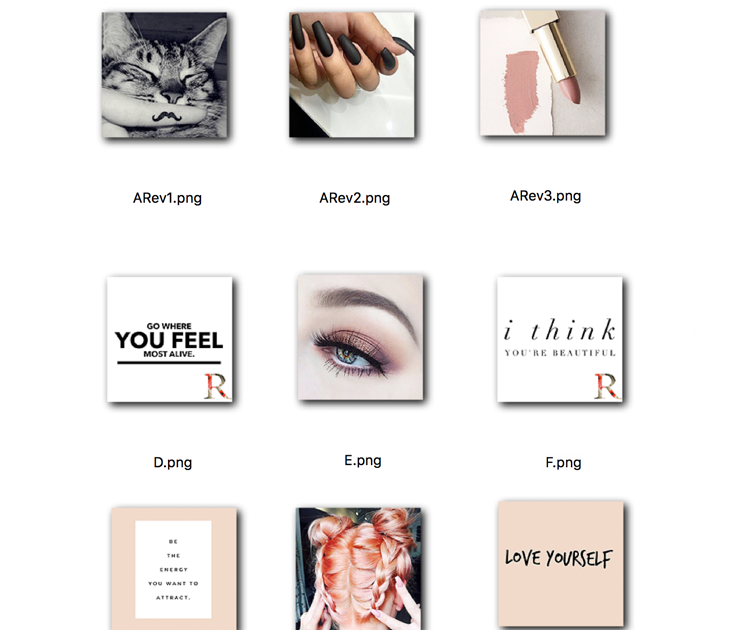 ARev1.png
ARev2.png
ARev3.png
GO WHERE
YOU FEEL
MOST ALIVE.
R
i think
YOU'RE BEAUTIFUL
R
D.png
E.png
F.png
BE
THE
ENERGY
YOU WANT TO
ATTRACT.
LOVE YOURSELF